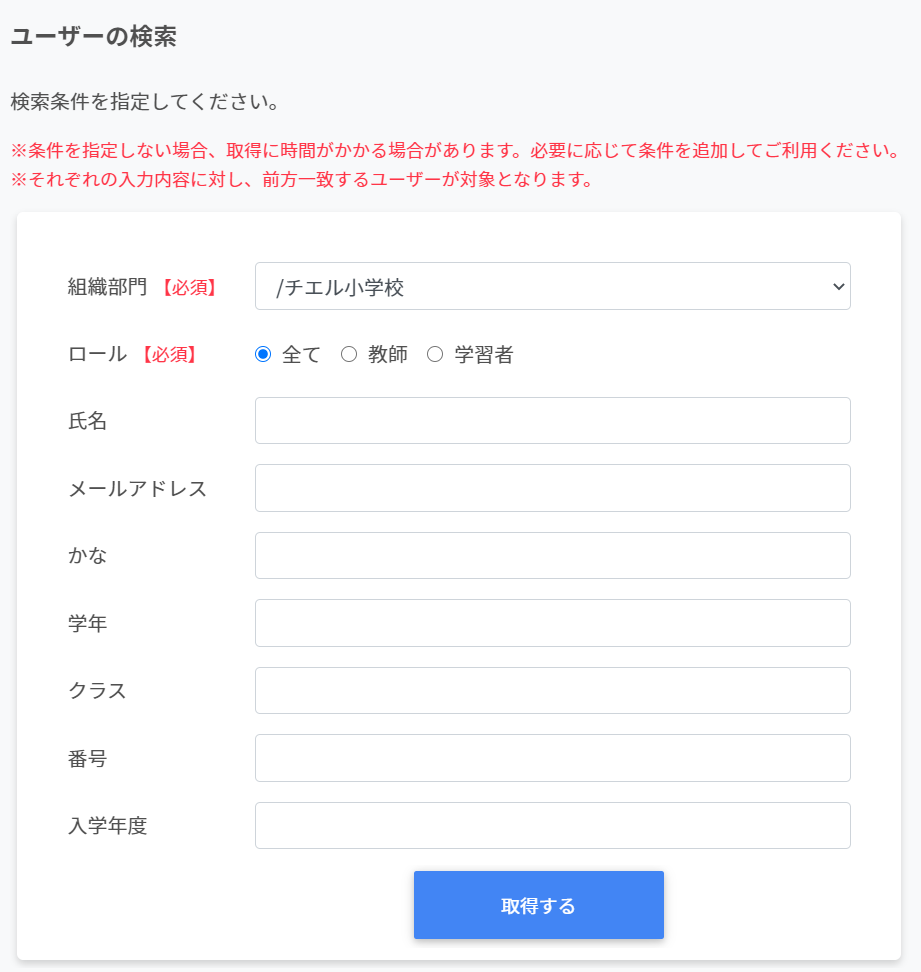 ユーザーの検索
検索条件を指定してください。
※条件を指定しない場合、取得に時間がかかる場合があります。必要に応じて条件を追加してご利用ください。
※それぞれの入力内容に対し、前方一致するユーザーが対象となります。
組織部門 【必須】 /チエル小学校
ロール 【必須】 全て 教師 学習者
氏名
メールアドレス
かな
学年
クラス
番号
入学年度
取得する